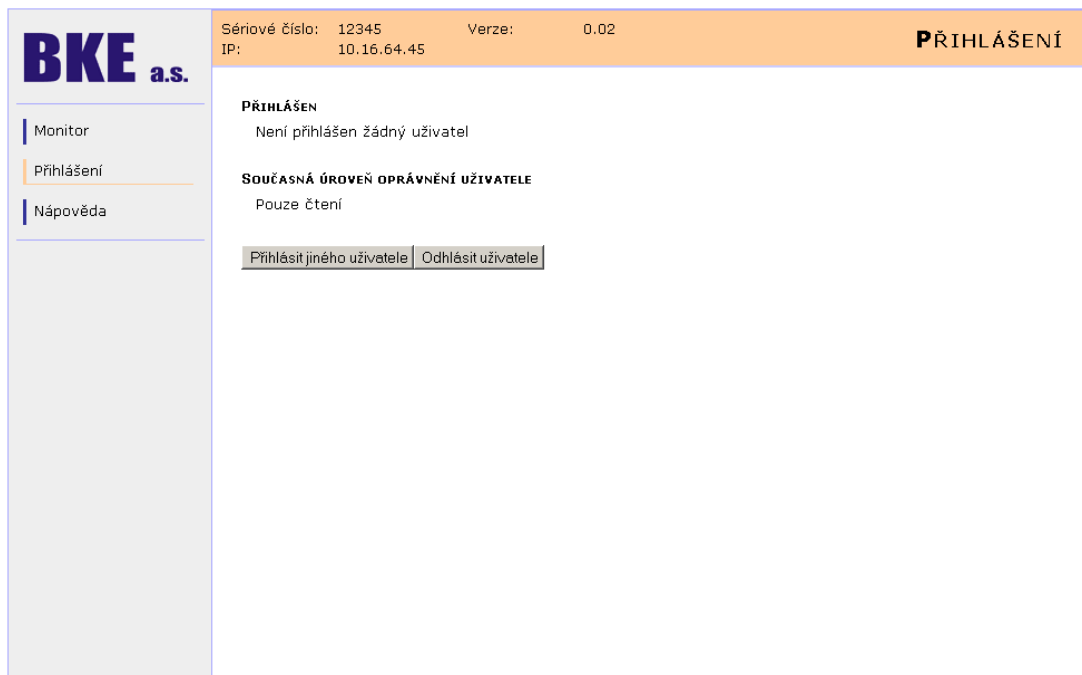 BKE a.s.
Sériové číslo: 12345 Verze: 0.02
IP: 10.16.64.45
PŘIHLÁŠENÍ
Monitor
Přihlášení
Nápověda
PŘIHLÁŠEN
Není přihlášen žádný uživatel
SOUČASNÁ ÚROVEŇ OPRÁVNĚNÍ UŽIVATELE
Pouze čtení
Přihlásit jiného uživatele Odhlásit uživatele